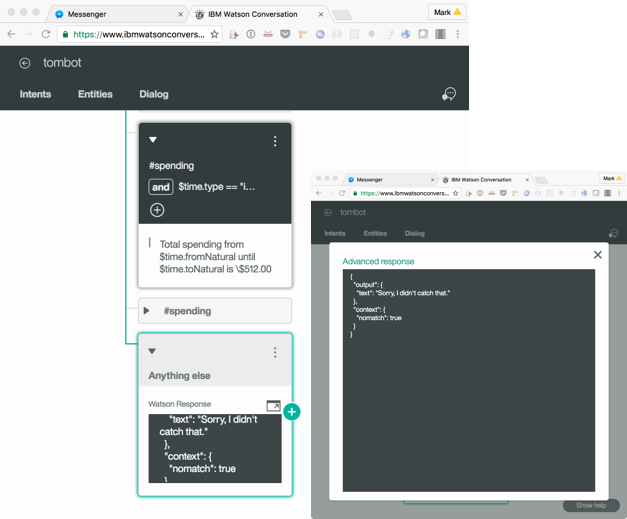 Messenger
IBM Watson Conversation
Mark
https://www.ibmwatsonconvers...
tombot
Intents
Entities
Dialog
#spending
and $time.type == "i...
Total spending from
$time.fromNatural until
$time.toNatural is \$512.00
#spending
Anything else
Watson Response
"text": "Sorry, I didn't
catch that."
},
"context": {
"nomatch": true
}
Messenger
IBM Watson Conversation
Mark
https://www.ibmwatsonconvers...
tombot
Intents
Entities
Dialog
Advanced response
{
"output": {
"text": "Sorry, I didn't catch that."
},
"context": {
"nomatch": true
}
}
Show help